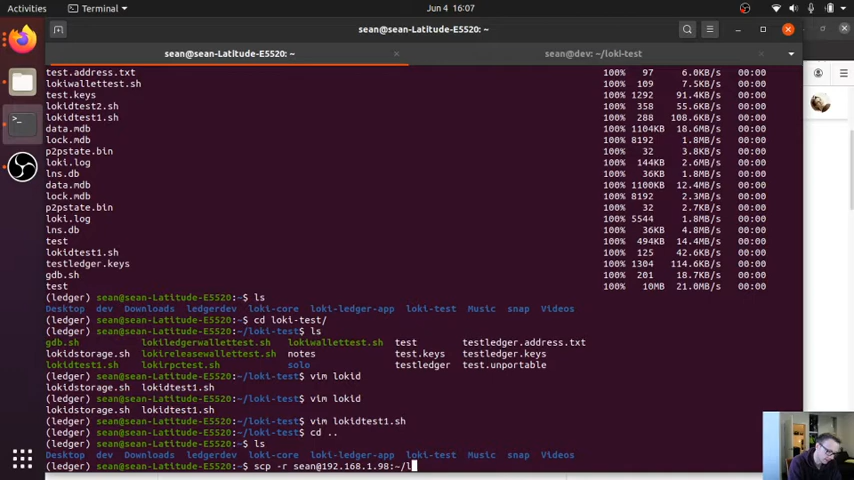 Activities
Terminal
Jun 4 16:07
sean@sean-Latitude-E5520: ~
sean@sean-Latitude-E5520: ~
sean@dev: ~/loki-test
test.address.txt 100% 97 6.0KB/s 00:00
lokiwallettest.sh 100% 109 7.5KB/s 00:00
test.keys 100% 1292 91.4KB/s 00:00
lokidtest2.sh 100% 358 55.6KB/s 00:00
lokidtest1.sh 100% 288 108.6KB/s 00:00
data.mdb 100% 1104KB 18.6MB/s 00:00
lock.mdb 100% 8192 1.8MB/s 00:00
p2pstate.bin 100% 32 3.8KB/s 00:00
loki.log 100% 144KB 2.6MB/s 00:00
lns.db 100% 36KB 1.8MB/s 00:00
data.mdb 100% 1100KB 12.4MB/s 00:00
lock.mdb 100% 8192 2.3MB/s 00:00
p2pstate.bin 100% 32 2.7KB/s 00:00
loki.log 100% 5544 1.8MB/s 00:00
lns.db 100% 36KB 4.8MB/s 00:00
test 100% 494KB 14.4MB/s 00:00
lokidtest1.sh 100% 125 42.6KB/s 00:00
testledger.keys 100% 1304 114.6KB/s 00:00
gdb.sh 100% 201 18.7KB/s 00:00
test 100% 10MB 21.0MB/s 00:00
(ledger) sean@sean-Latitude-E5520:~$ ls
Desktop dev Downloads ledgerdev loki-core loki-ledger-app loki-test Music snap Videos
(ledger) sean@sean-Latitude-E5520:~$ cd loki-test/
(ledger) sean@sean-Latitude-E5520:~/loki-test$ ls
gdb.sh lokiledgerwallettest.sh lokiwallettest.sh test testledger.address.txt
lokidstorage.sh lokireleasewallettest.sh notes test.keys testledger.keys
lokidtest1.sh lokirpctest.sh solo testledger test.unportable
(ledger) sean@sean-Latitude-E5520:~/loki-test$ vim lokid
lokidstorage.sh lokidtest1.sh
(ledger) sean@sean-Latitude-E5520:~/loki-test$ vim lokid
lokidstorage.sh lokidtest1.sh
(ledger) sean@sean-Latitude-E5520:~/loki-test$ vim lokidtest1.sh
(ledger) sean@sean-Latitude-E5520:~/loki-test$ cd ..
(ledger) sean@sean-Latitude-E5520:~$ ls
Desktop dev Downloads ledgerdev loki-core loki-ledger-app loki-test Music snap Videos
(ledger) sean@sean-Latitude-E5520:~$ scp -r sean@192.168.1.98:~/l